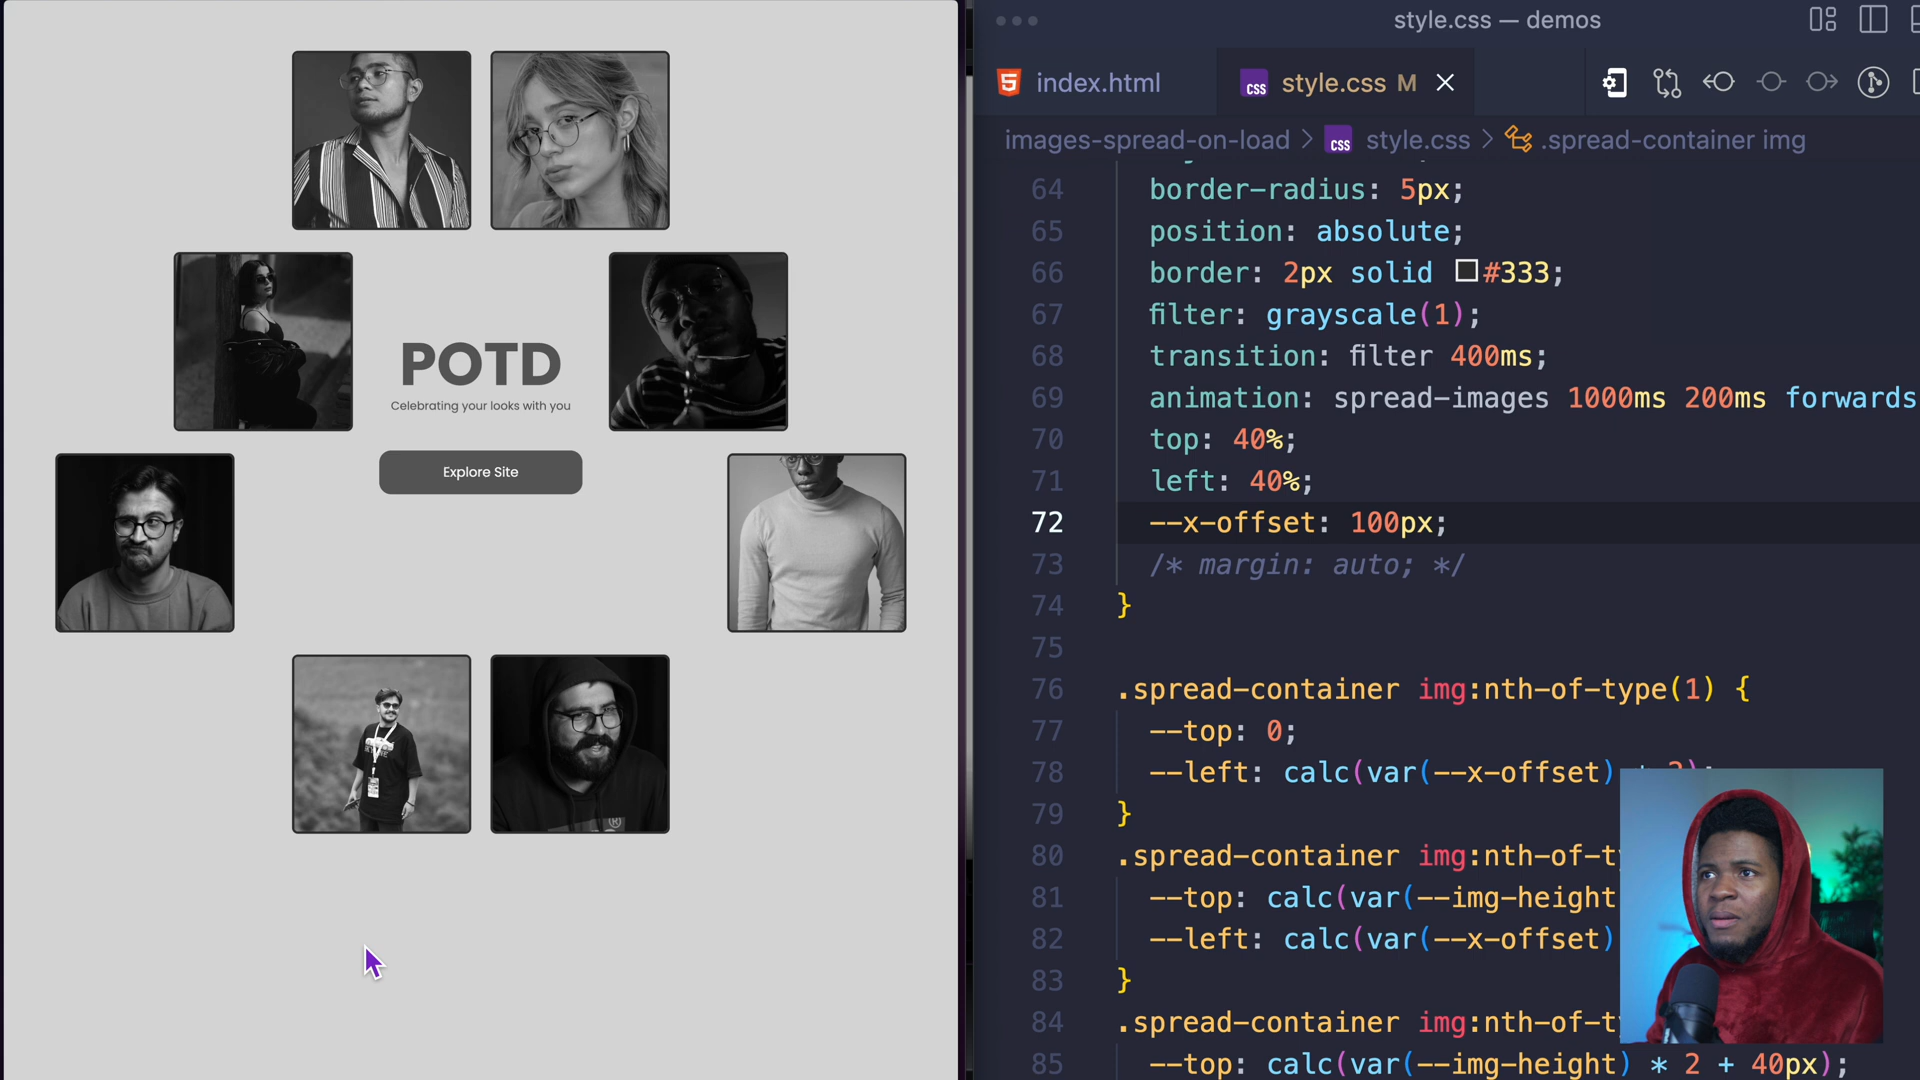 POTD
Celebrating your looks with you
Explore Site
style.css — demos
index.html
style.css M
images-spread-on-load > style.css > .spread-container img
64 border-radius: 5px;
65 position: absolute;
66 border: 2px solid #333;
67 filter: grayscale(1);
68 transition: filter 400ms;
69 animation: spread-images 1000ms 200ms forwards
70 top: 40%;
71 left: 40%;
72 --x-offset: 100px;
73 /* margin: auto; */
74 }
75
76 .spread-container img:nth-of-type(1) {
77 --top: 0;
78 --left: calc(var(--x-offset)
79 }
80 .spread-container img:nth-of-ty
81 --top: calc(var(--img-height
82 --left: calc(var(--x-offset)
83 }
84 .spread-container img:nth-of-ty
85 --top: calc(var(--img-height) * 2 + 40px);